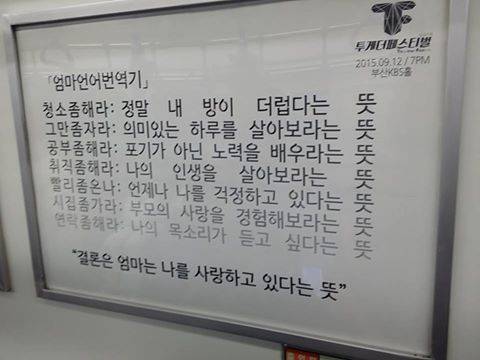 투게더페스티벌
2015.09.12 / 7PM
부산KBS홀
「엄마언어번역기」
청소좀해라: 정말 내 방이 더럽다는 뜻
그만좀자라: 의미있는 하루를 살아보라는 뜻
공부좀해라: 포기가 아닌 노력을 배우라는 뜻
취직좀해라: 나의 인생을 살아보라는 뜻
빨리좀온나: 언제나 나를 걱정하고 있다는 뜻
시집좀가라: 부모의 사랑을 경험해보라는 뜻
연락좀해라: 나의 목소리가 듣고 싶다는 뜻
“결론은 엄마는 나를 사랑하고 있다는 뜻”